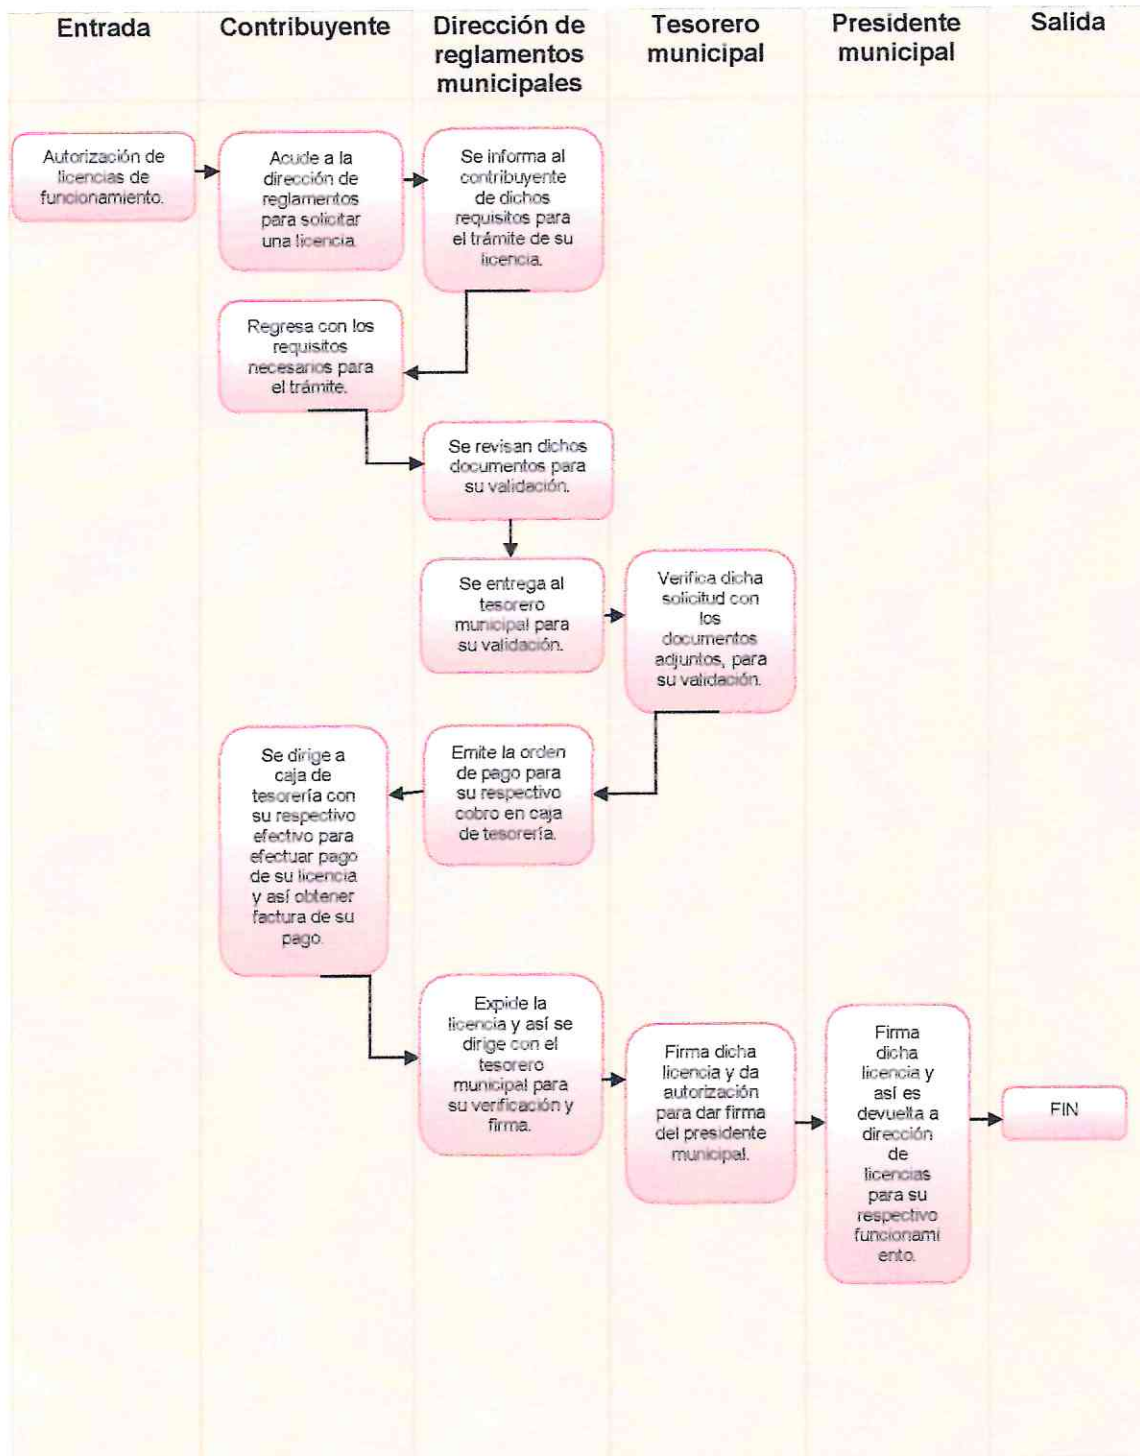 Entrada
Contribuyente
Dirección de
reglamentos
municipales
Tesorero
municipal
Presidente
municipal
Salida
Autorización de
licencias de
funcionamiento.
Acude a la
dirección de
reglamentos
para solicitar
una licencia.
Se informa al
contribuyente
de dichos
requisitos para
el trámite de su
licencia.
Regresa con los
requisitos
necesarios para
el trámite.
Se revisan dichos
documentos para
su validación.
Se entrega al
tesorero
municipal para
su validación.
Verifica dicha
solicitud con
los
documentos
adjuntos, para
su validación.
Emite la orden
de pago para
su respectivo
cobro en caja
de tesorería.
Se dirige a
caja de
tesorería con
su respectivo
efectivo para
efectuar pago
de su licencia
y así obtener
factura de su
pago.
Expide la
licencia y así se
dirige con el
tesorero
municipal para
su verificación y
firma.
Firma dicha
licencia y da
autorización
para dar firma
del presidente
municipal.
Firma
dicha
licencia y
así es
devuelta a
dirección
de
licencias
para su
respectivo
funcionami
ento.
FIN